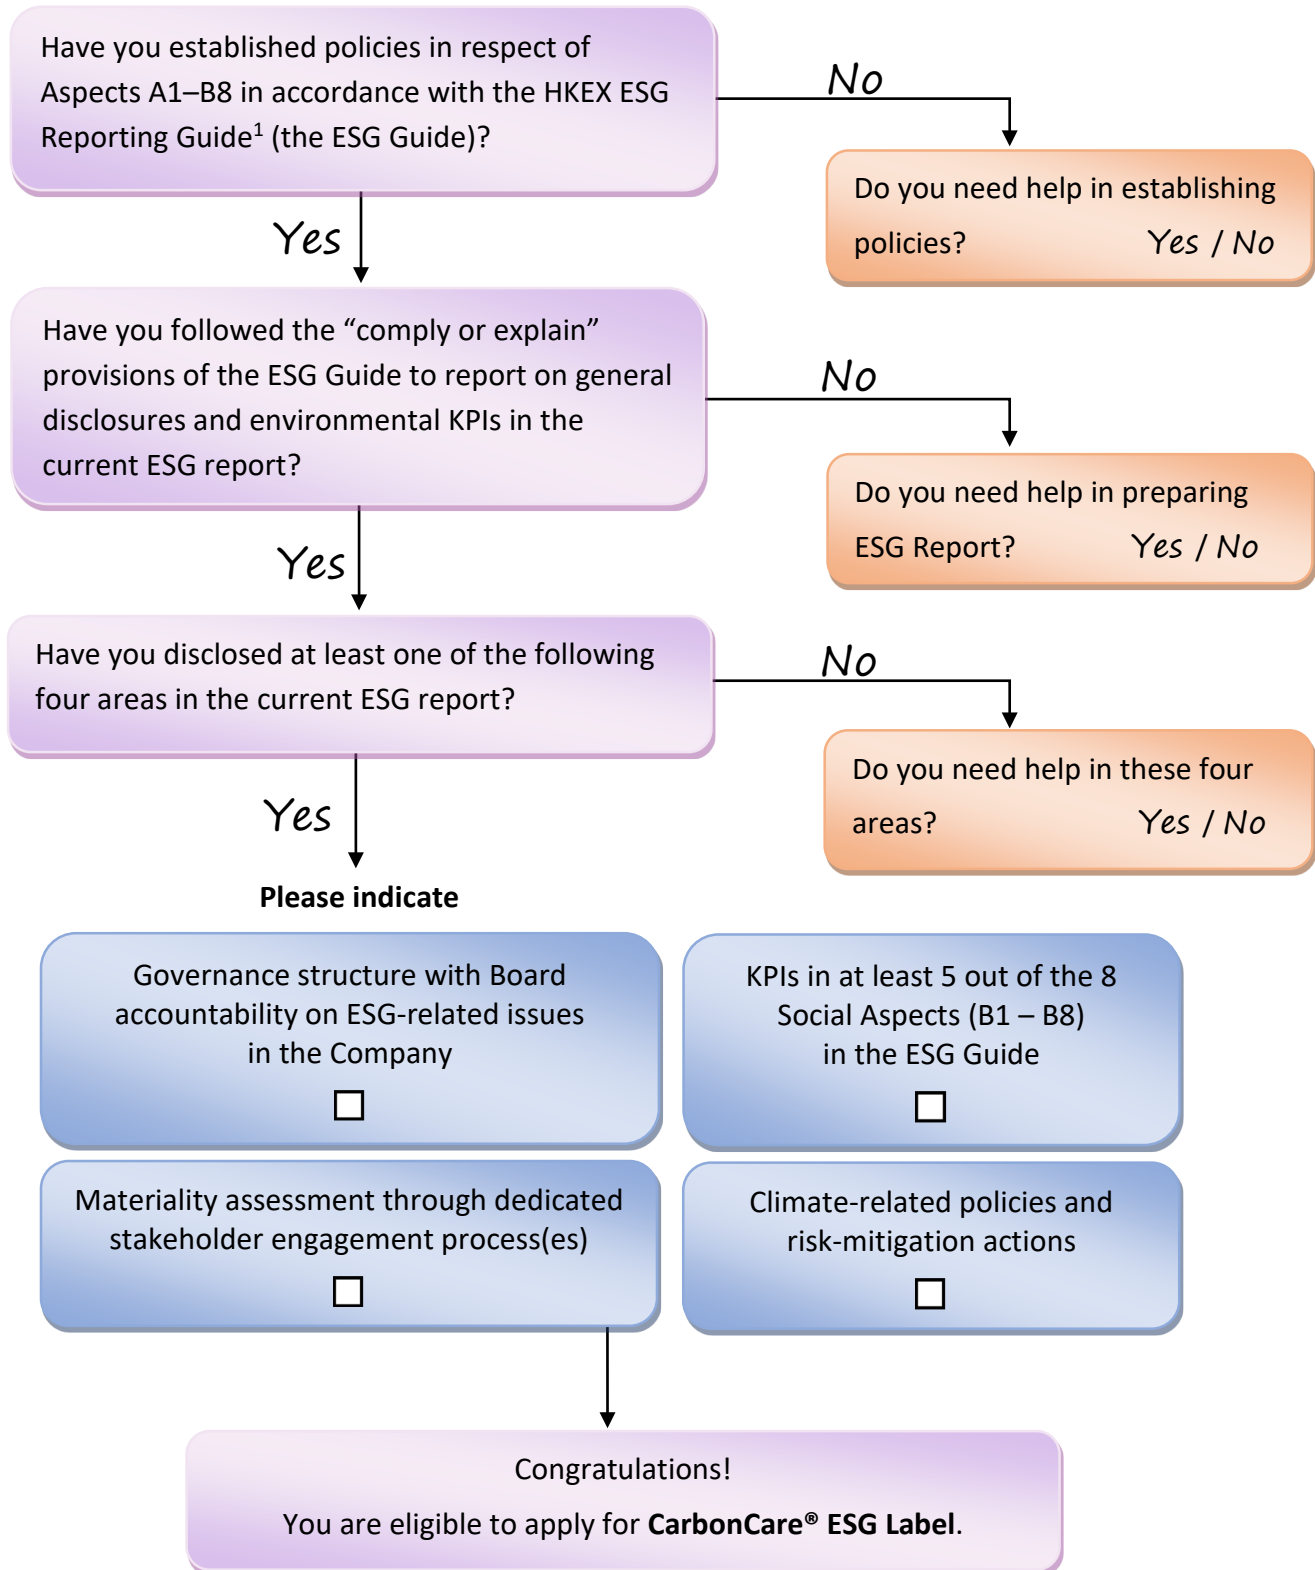 Have you established policies in respect of
Aspects A1–B8 in accordance with the HKEX ESG
Reporting Guide¹ (the ESG Guide)?
No
Do you need help in establishing
policies? Yes / No
Yes
Have you followed the “comply or explain”
provisions of the ESG Guide to report on general
disclosures and environmental KPIs in the
current ESG report?
No
Do you need help in preparing
ESG Report? Yes / No
Yes
Have you disclosed at least one of the following
four areas in the current ESG report?
No
Do you need help in these four
areas? Yes / No
Yes
Please indicate
Governance structure with Board
accountability on ESG-related issues
in the Company
KPIs in at least 5 out of the 8
Social Aspects (B1 – B8)
in the ESG Guide
Materiality assessment through dedicated
stakeholder engagement process(es)
Climate-related policies and
risk-mitigation actions
Congratulations!
You are eligible to apply for CarbonCare® ESG Label.